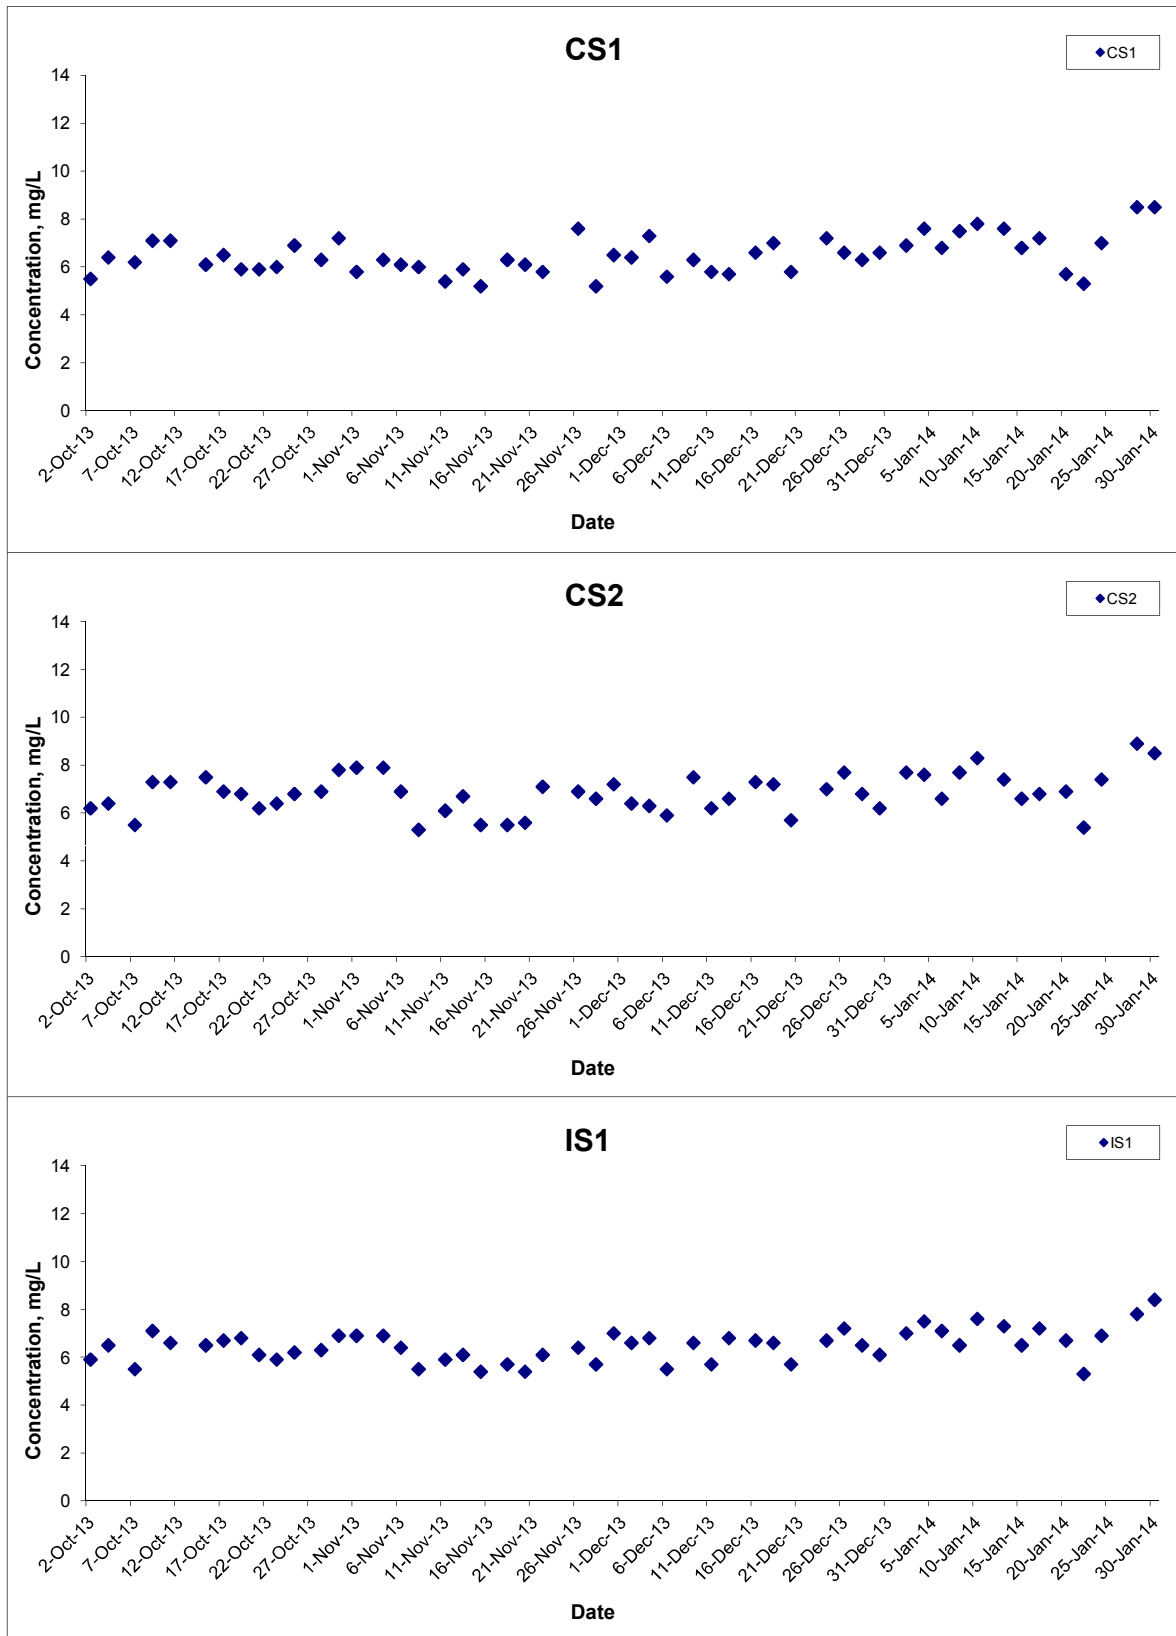 CS1
CS1
14
12
10
8
6
4
2
0
Concentration, mg/L
2-Oct-13
7-Oct-13
12-Oct-13
17-Oct-13
22-Oct-13
27-Oct-13
1-Nov-13
6-Nov-13
11-Nov-13
16-Nov-13
21-Nov-13
26-Nov-13
1-Dec-13
6-Dec-13
11-Dec-13
16-Dec-13
21-Dec-13
26-Dec-13
31-Dec-13
5-Jan-14
10-Jan-14
15-Jan-14
20-Jan-14
25-Jan-14
30-Jan-14
Date
CS2
CS2
14
12
10
8
6
4
2
0
Concentration, mg/L
2-Oct-13
7-Oct-13
12-Oct-13
17-Oct-13
22-Oct-13
27-Oct-13
1-Nov-13
6-Nov-13
11-Nov-13
16-Nov-13
21-Nov-13
26-Nov-13
1-Dec-13
6-Dec-13
11-Dec-13
16-Dec-13
21-Dec-13
26-Dec-13
31-Dec-13
5-Jan-14
10-Jan-14
15-Jan-14
20-Jan-14
25-Jan-14
30-Jan-14
Date
IS1
IS1
14
12
10
8
6
4
2
0
Concentration, mg/L
2-Oct-13
7-Oct-13
12-Oct-13
17-Oct-13
22-Oct-13
27-Oct-13
1-Nov-13
6-Nov-13
11-Nov-13
16-Nov-13
21-Nov-13
26-Nov-13
1-Dec-13
6-Dec-13
11-Dec-13
16-Dec-13
21-Dec-13
26-Dec-13
31-Dec-13
5-Jan-14
10-Jan-14
15-Jan-14
20-Jan-14
25-Jan-14
30-Jan-14
Date